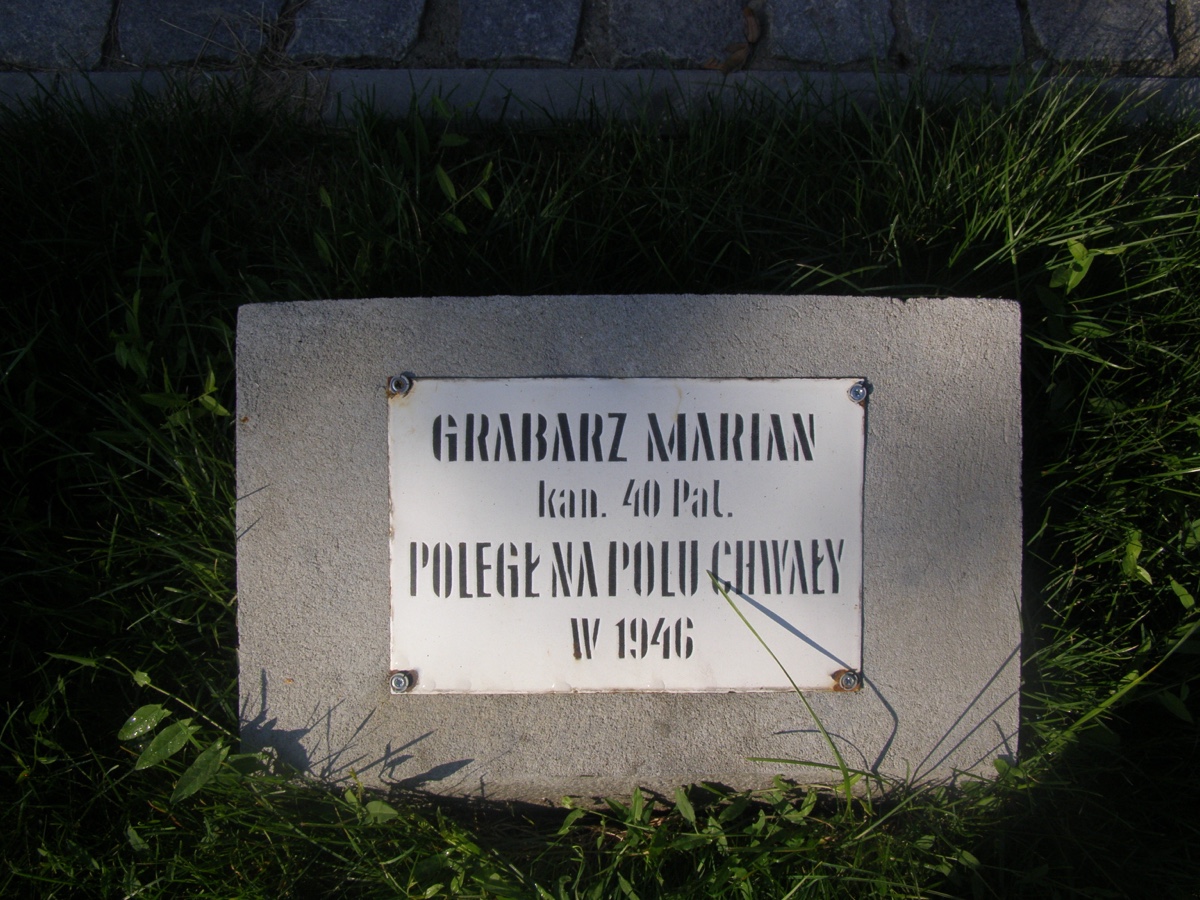 GRABARZ MARIAN
kan. 40 Pal.
POLEGŁ NA POLU CHWAŁY
W 1946